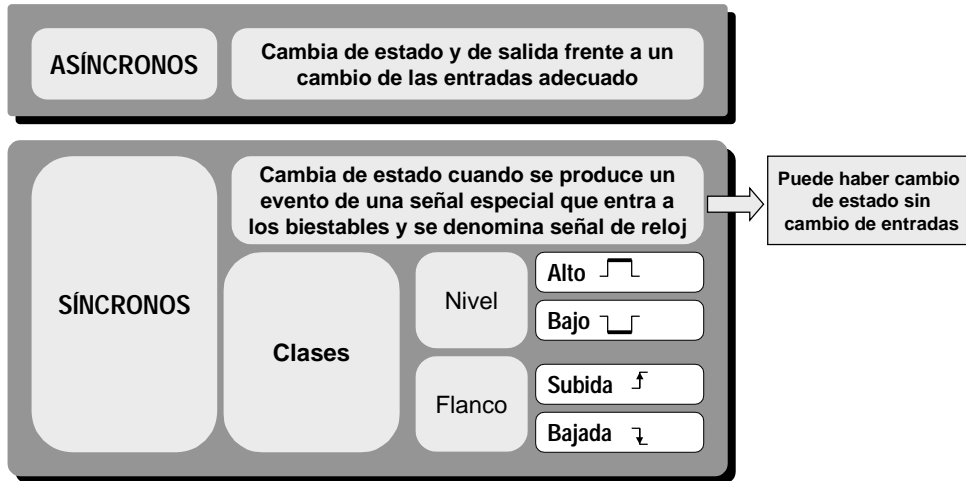 ASÍNCRONOS
Cambia de estado y de salida frente a un
cambio de las entradas adecuado
SÍNCRONOS
Cambia de estado cuando se produce un
evento de una señal especial que entra a
los biestables y se denomina señal de reloj
Puede haber cambio
de estado sin
cambio de entradas
Clases
Nivel
Alto
Bajo
Flanco
Subida
Bajada